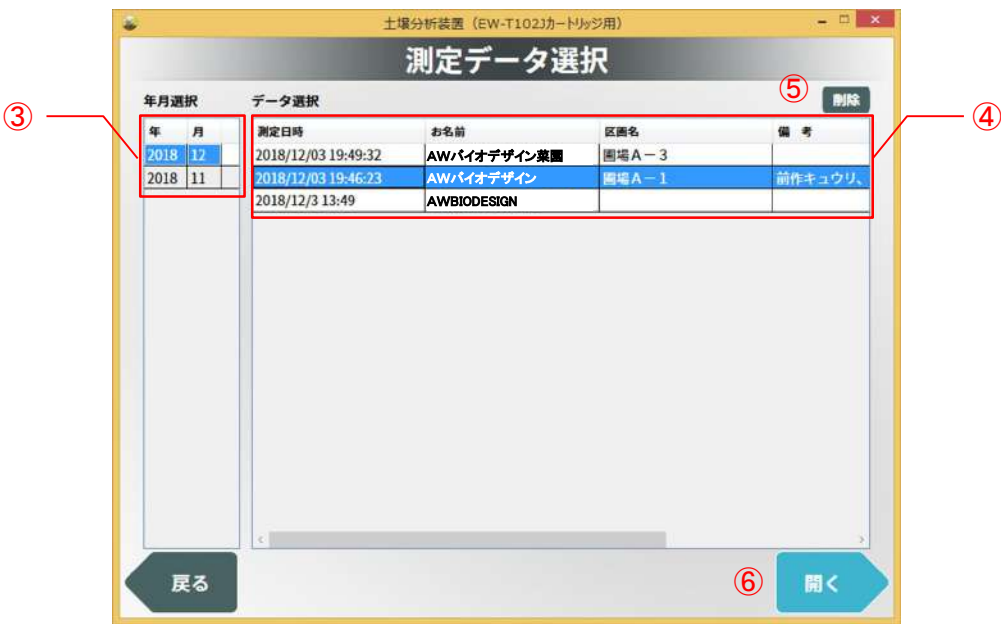 土壌分析装置（EW-T102Jカートリッジ用）
測定データ選択
年月選択 データ選択 ⑤ 削除
③ ④
年 月 測定日時 お名前 区画名 備 考
2018 12 2018/12/03 19:49:32 AWバイオデザイン菜園 圃場A－3
2018 11 2018/12/03 19:46:23 AWバイオデザイン 圃場A－1 前作キュウリ、
2018/12/3 13:49 AWBIODESIGN
戻る ⑥ 開く